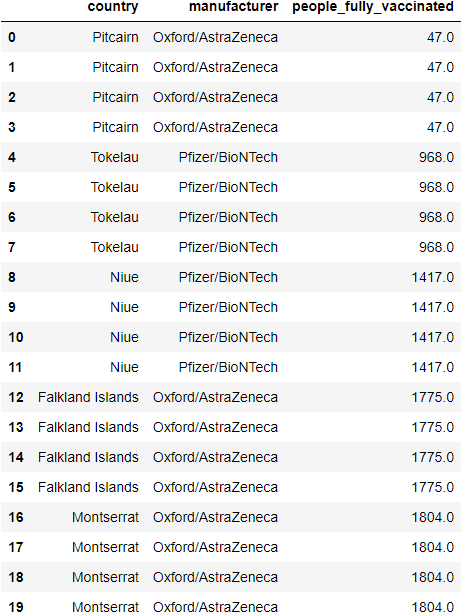 country manufacturer people_fully_vaccinated
0 Pitcairn Oxford/AstraZeneca 47.0
1 Pitcairn Oxford/AstraZeneca 47.0
2 Pitcairn Oxford/AstraZeneca 47.0
3 Pitcairn Oxford/AstraZeneca 47.0
4 Tokelau Pfizer/BioNTech 968.0
5 Tokelau Pfizer/BioNTech 968.0
6 Tokelau Pfizer/BioNTech 968.0
7 Tokelau Pfizer/BioNTech 968.0
8 Niue Pfizer/BioNTech 1417.0
9 Niue Pfizer/BioNTech 1417.0
10 Niue Pfizer/BioNTech 1417.0
11 Niue Pfizer/BioNTech 1417.0
12 Falkland Islands Oxford/AstraZeneca 1775.0
13 Falkland Islands Oxford/AstraZeneca 1775.0
14 Falkland Islands Oxford/AstraZeneca 1775.0
15 Falkland Islands Oxford/AstraZeneca 1775.0
16 Montserrat Oxford/AstraZeneca 1804.0
17 Montserrat Oxford/AstraZeneca 1804.0
18 Montserrat Oxford/AstraZeneca 1804.0
19 Montserrat Oxford/AstraZeneca 1804.0